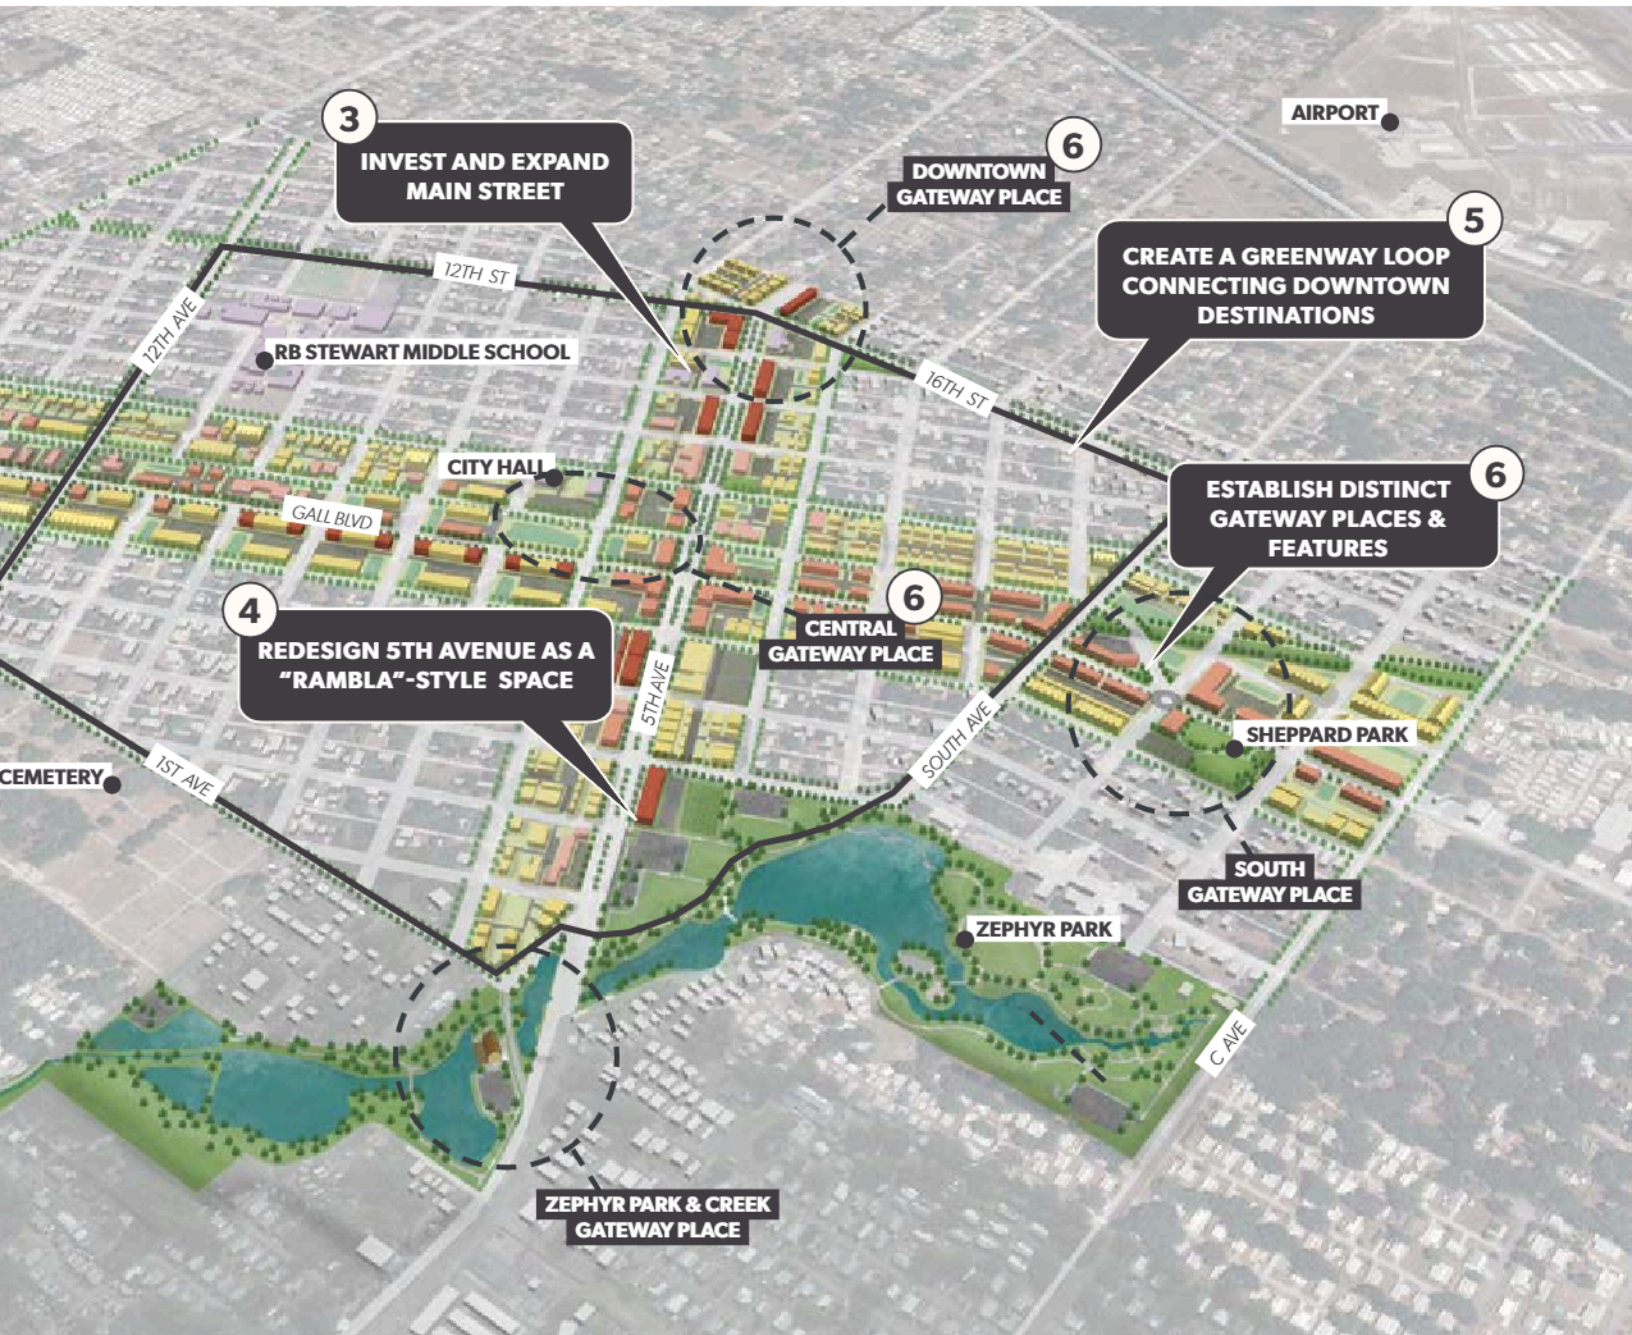 AIRPORT
3
INVEST AND EXPAND
MAIN STREET
6
DOWNTOWN
GATEWAY PLACE
5
CREATE A GREENWAY LOOP
CONNECTING DOWNTOWN
DESTINATIONS
12TH ST
12TH AVE
RB STEWART MIDDLE SCHOOL
16TH ST
CITY HALL
GALL BLVD
6
ESTABLISH DISTINCT
GATEWAY PLACES &
FEATURES
4
REDESIGN 5TH AVENUE AS A
"RAMBLA"-STYLE SPACE
6
CENTRAL
GATEWAY PLACE
5TH AVE
SOUTH AVE
SHEPPARD PARK
CEMETERY
1ST AVE
SOUTH
GATEWAY PLACE
ZEPHYR PARK
C AVE
ZEPHYR PARK & CREEK
GATEWAY PLACE